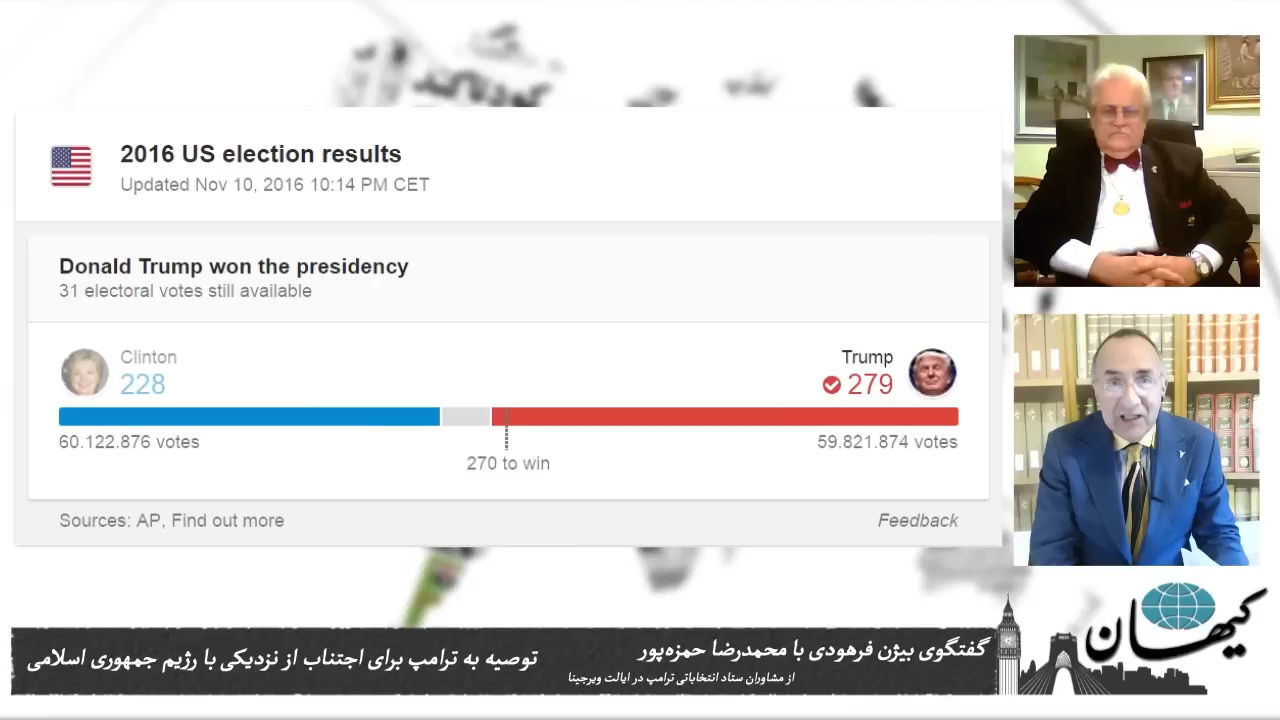 کودتاگد
2016 US election results
Updated Nov 10, 2016 10:14 PM CET
Donald Trump won the presidency
31 electoral votes still available
Clinton
228
Trump
279
60.122.876 votes
59.821.874 votes
270 to win
Sources: AP, Find out more
Feedback
کیهان
گفتگوی بیژن فرهودی با محمدرضا حمزه‌پور
از مشاوران ستاد انتخاباتی ترامپ در ایالت ویرجینا
توصیه به ترامپ برای اجتناب از نزدیکی با رژیم جمهوری اسلامی